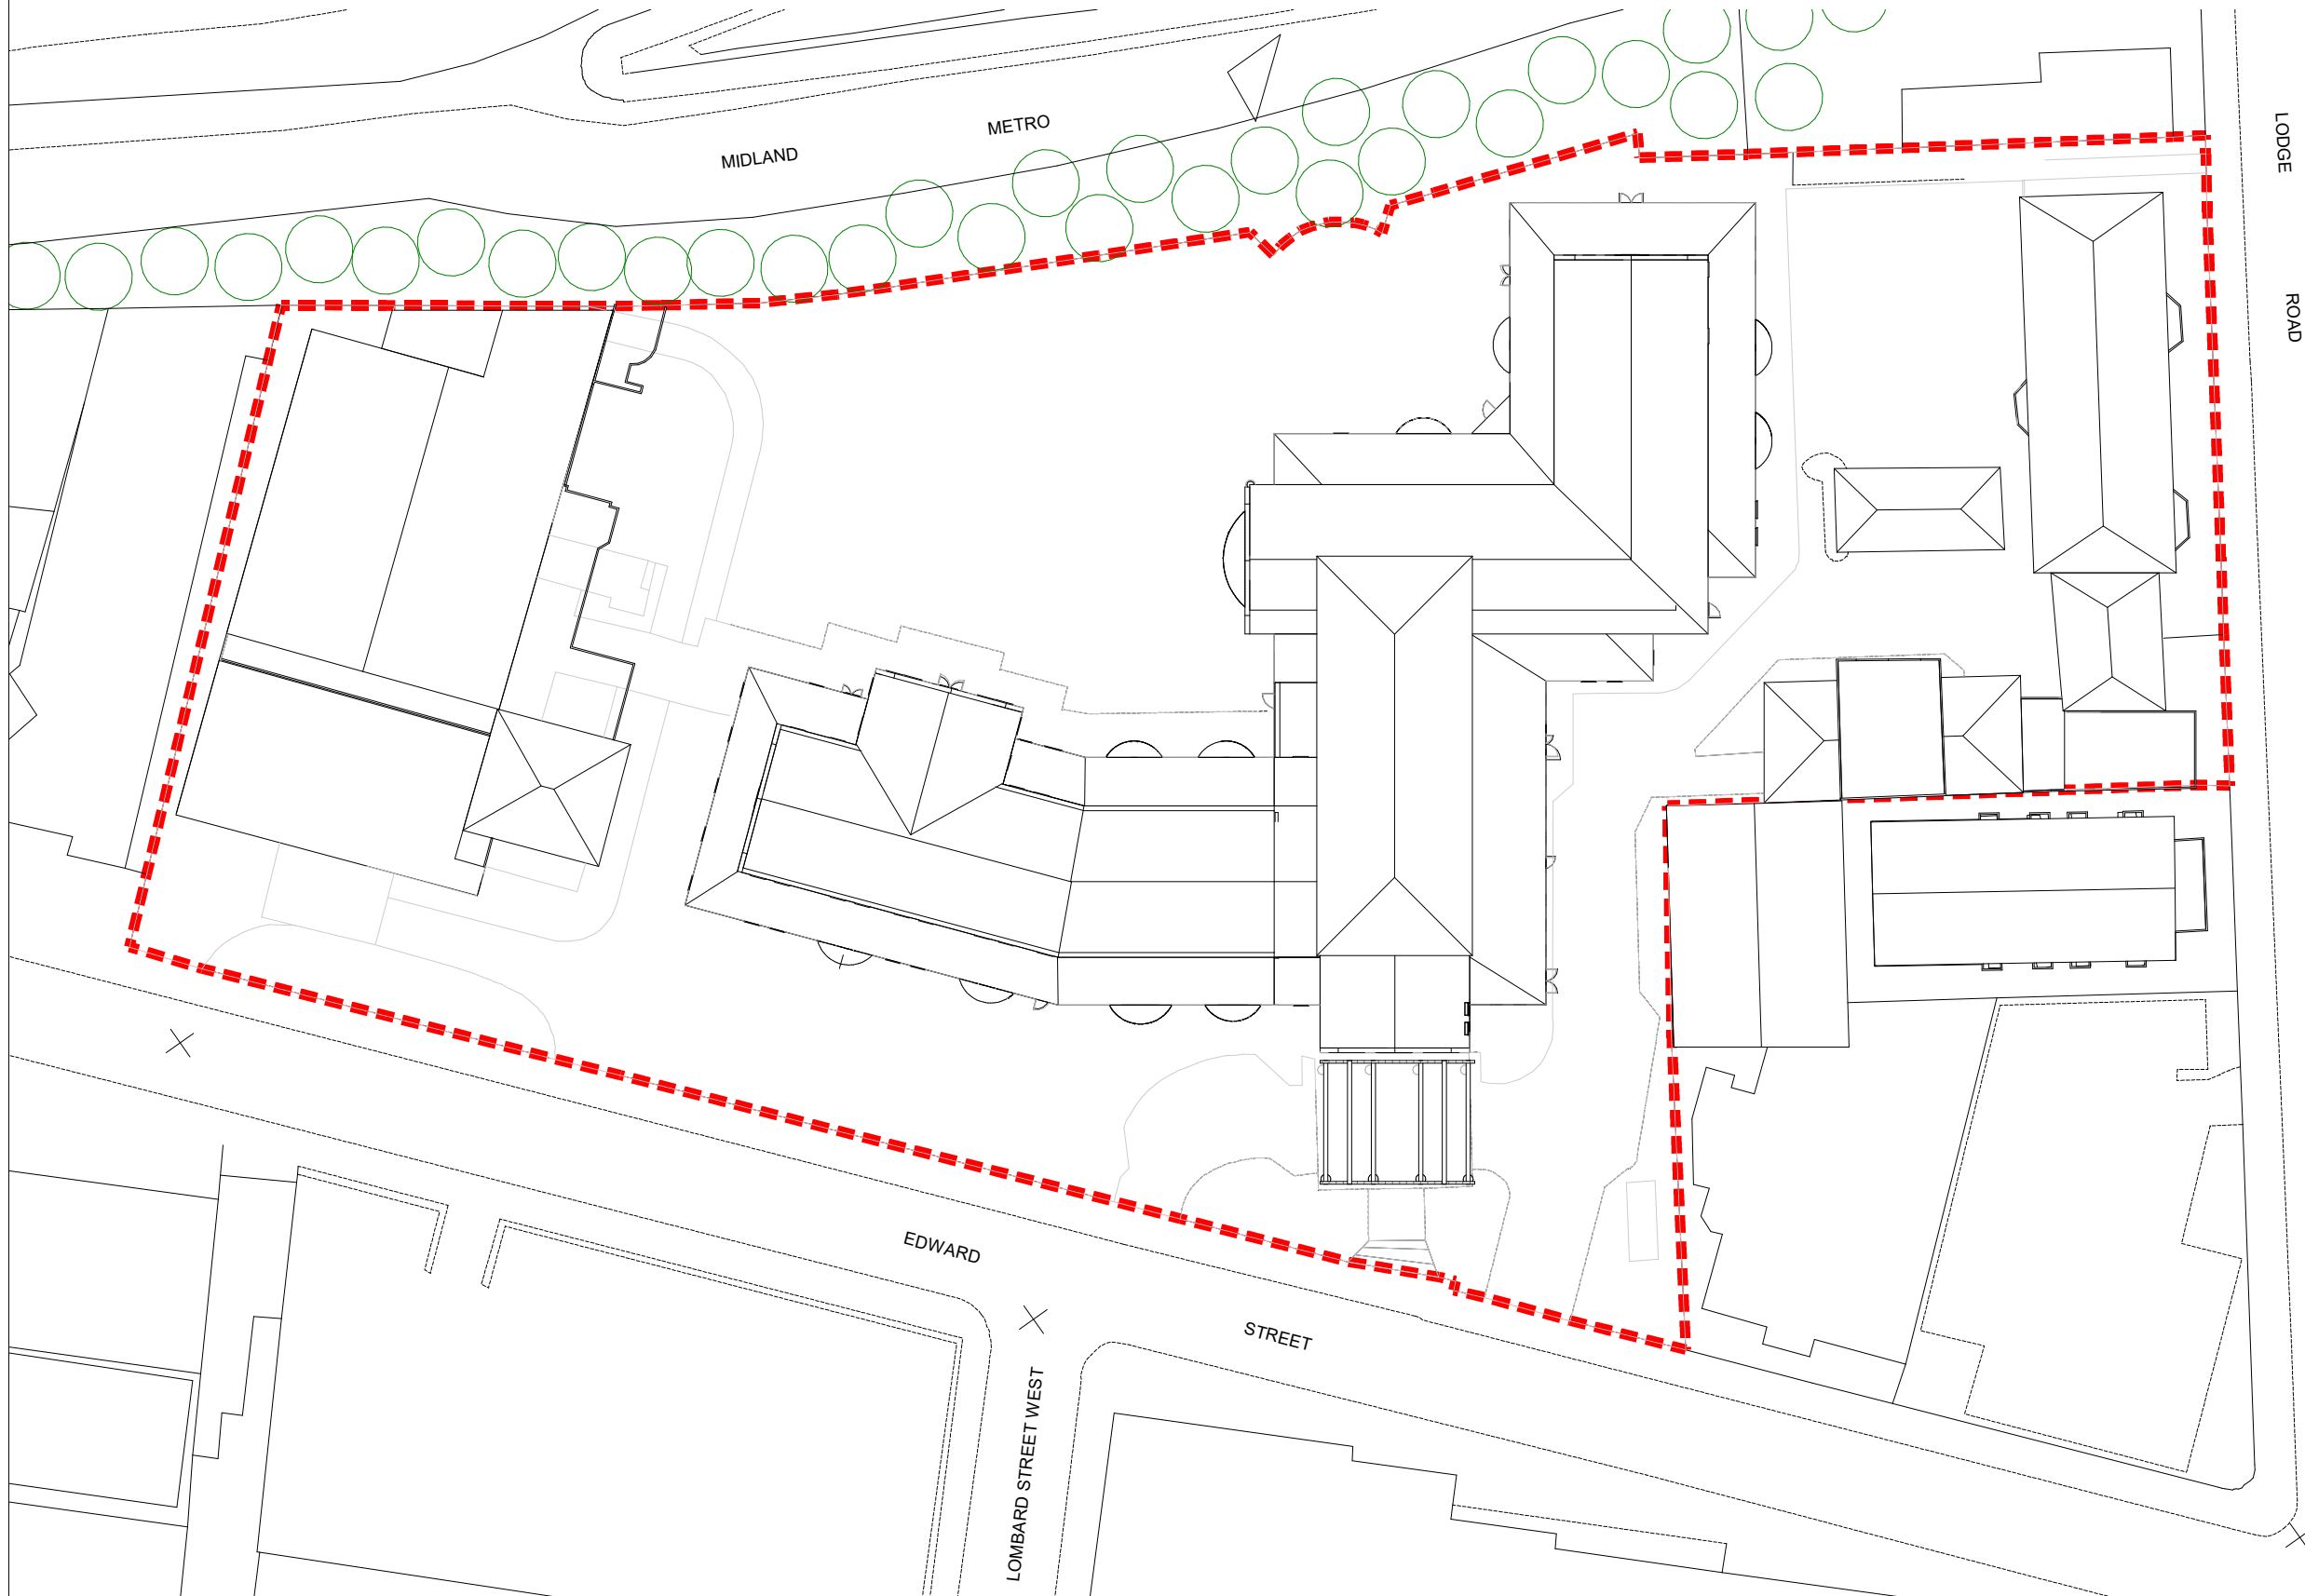 METRO
MIDLAND
LODGE
ROAD
EDWARD
STREET
LOMBARD STREET WEST